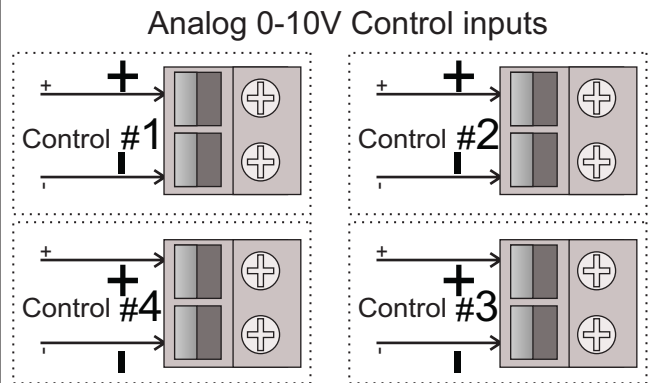 Analog 0-10V Control inputs
+ +
Control #1
- -
+ +
Control #2
- -
+ +
Control #4
- -
+ +
Control #3
- -